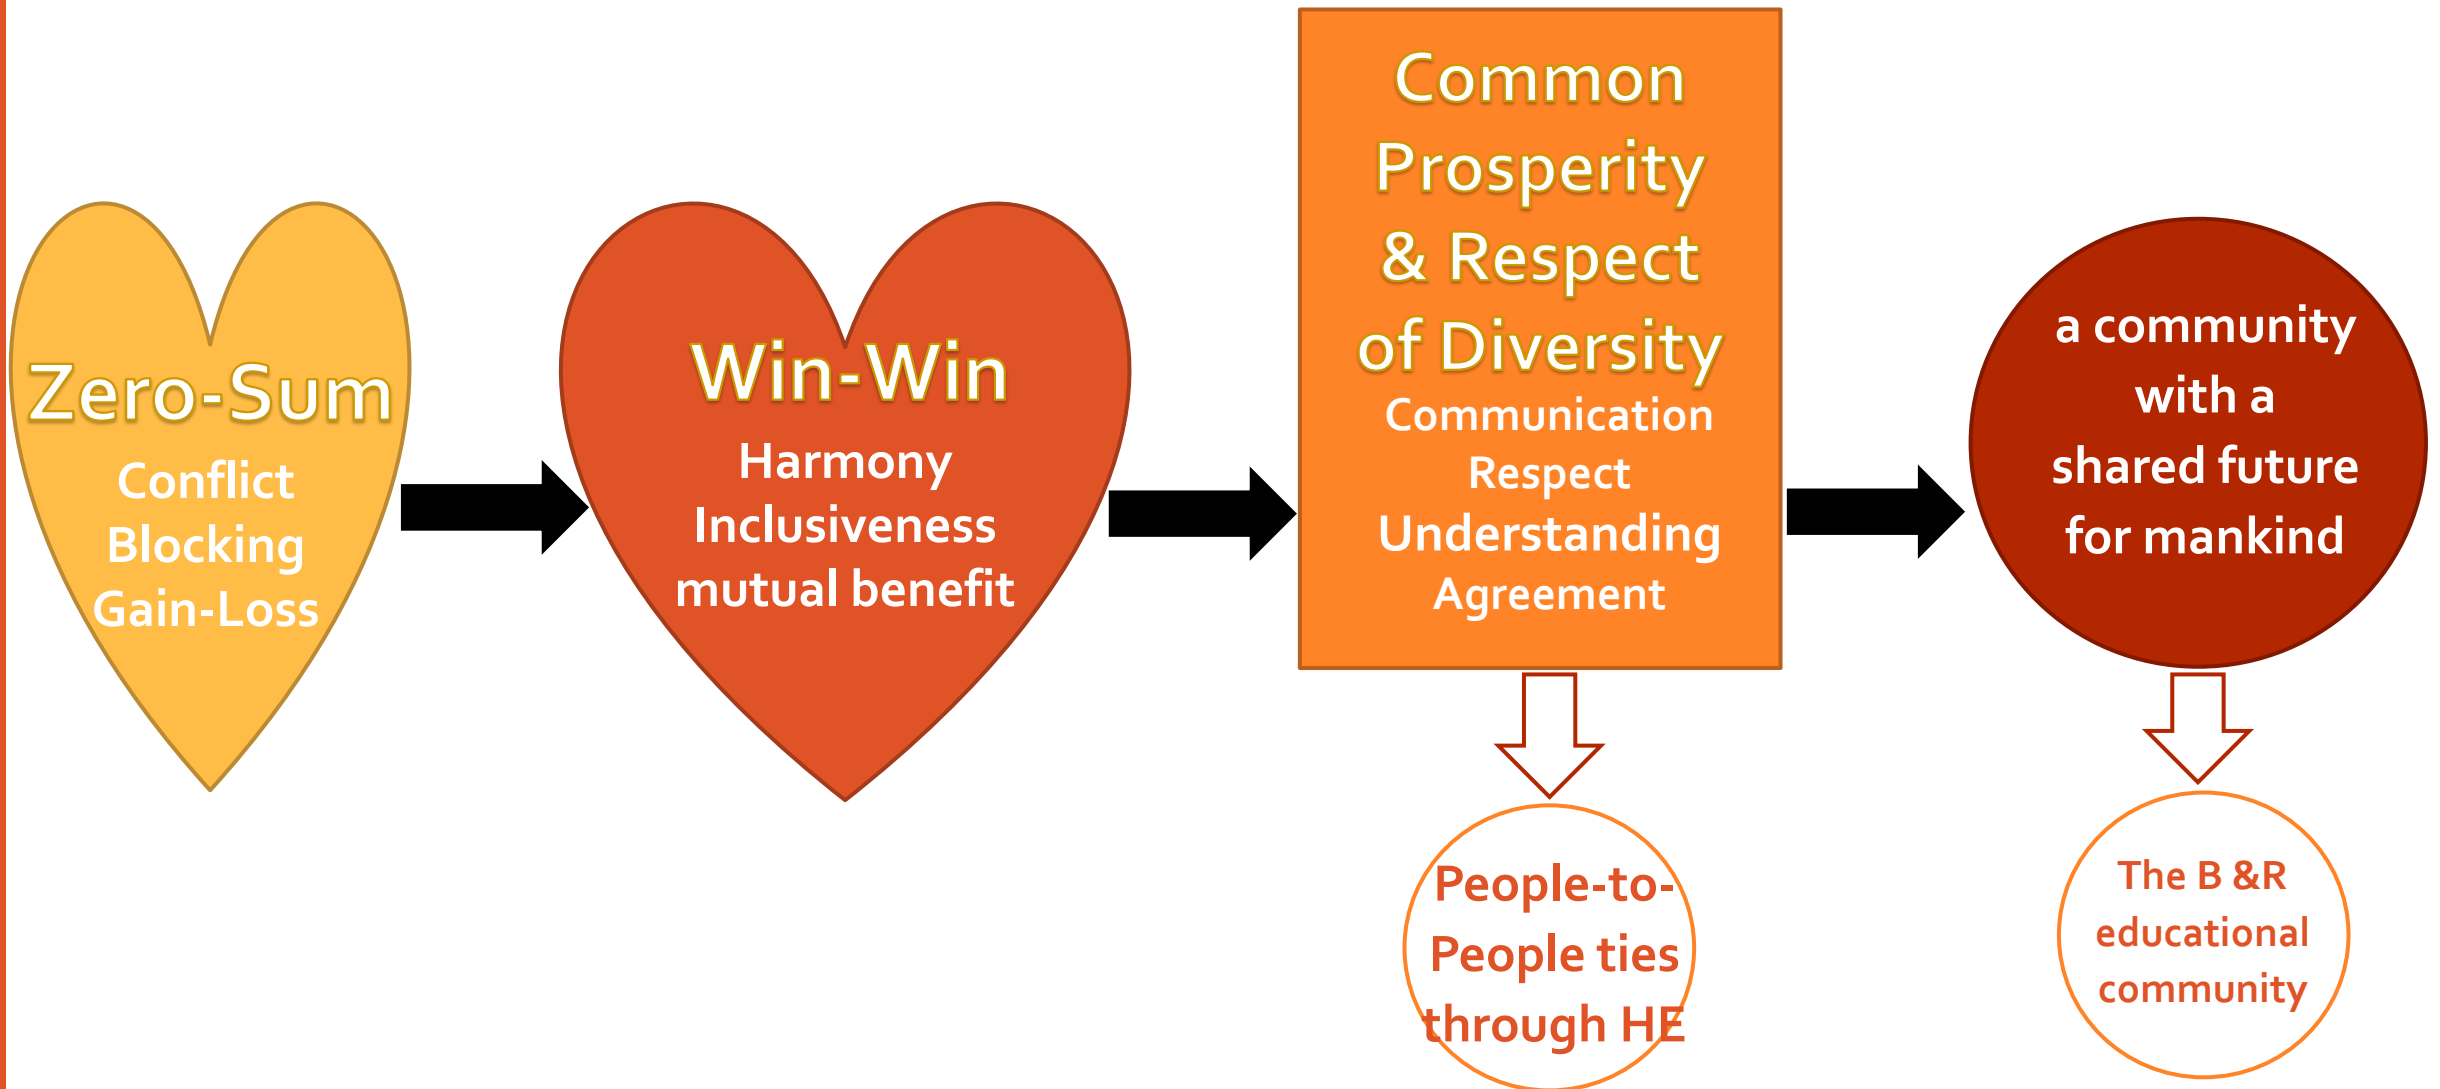 Zero-Sum
Conflict
Blocking
Gain-Loss
Win-Win
Harmony
Inclusiveness
mutual benefit
Common
Prosperity
& Respect
of Diversity
Communication
Respect
Understanding
Agreement
a community
with a
shared future
for mankind
People-to-
People ties
through HE
The B &R
educational
community